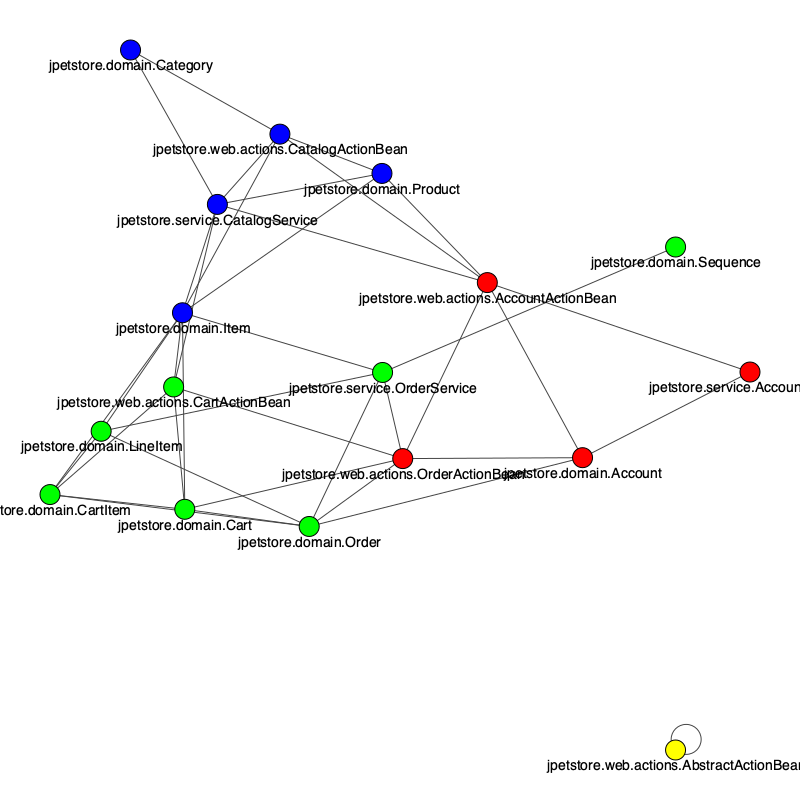 jpetstore.domain.Category
jpetstore.web.actions.CatalogActionBean
jpetstore.domain.Product
jpetstore.service.CatalogService
jpetstore.domain.Sequence
jpetstore.web.actions.AccountActionBean
jpetstore.domain.Item
jpetstore.service.OrderService
jpetstore.service.Accoun
jpetstore.web.actions.CartActionBean
jpetstore.domain.LineItem
jpetstore.web.actions.OrderActionBean
jpetstore.domain.Account
tore.domain.CartItem
jpetstore.domain.Cart
jpetstore.domain.Order
jpetstore.web.actions.AbstractActionBean